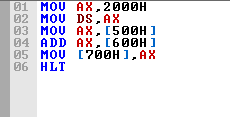 01 MOV AX,2000H
02 MOV DS,AX
03 MOV AX,[500H]
04 ADD AX,[600H]
05 MOV [700H],AX
06 HLT